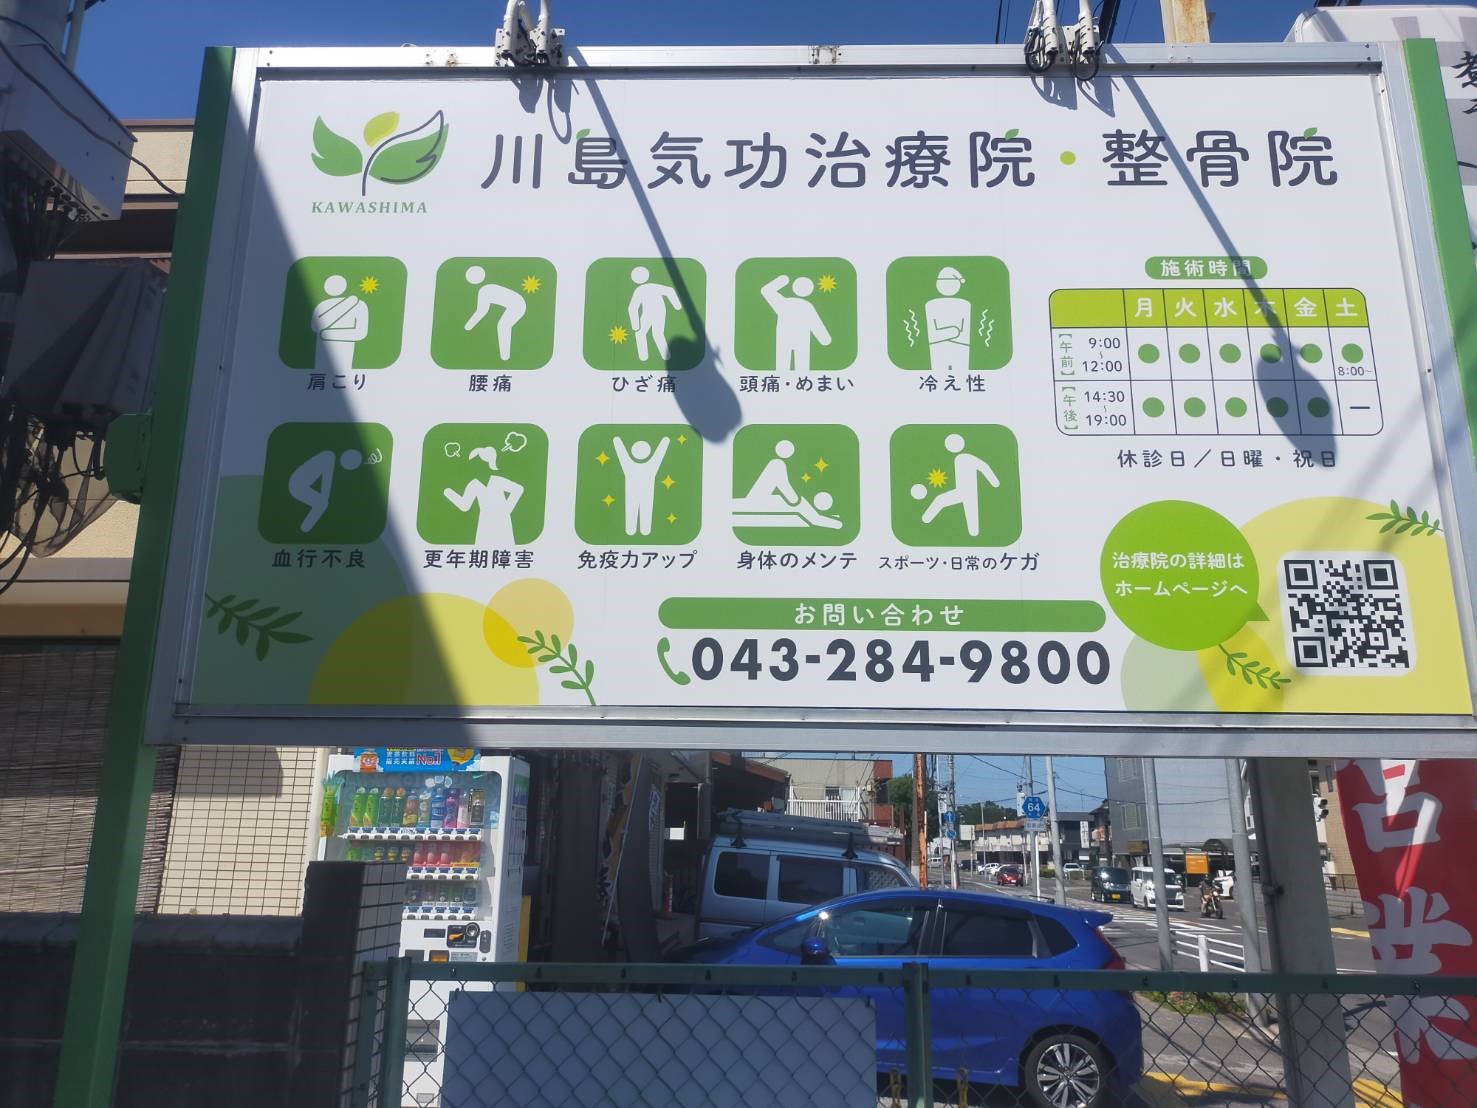 川島気功治療院・整骨院
KAWASHIMA
肩こり
腰痛
ひざ痛
頭痛・めまい
冷え性
血行不良
更年期障害
免疫力アップ
身体のメンテ
スポーツ・日常のケガ
施術時間
月 火 水 木 金 土
【午前】 9:00～12:00 ● ● ● ● ● ● 8:00~
【午後】 14:30～19:00 ● ● ● ● ● ー
休診日／日曜・祝日
治療院の詳細は
ホームページへ
お問い合わせ
043-284-9800
No.1
64
営業